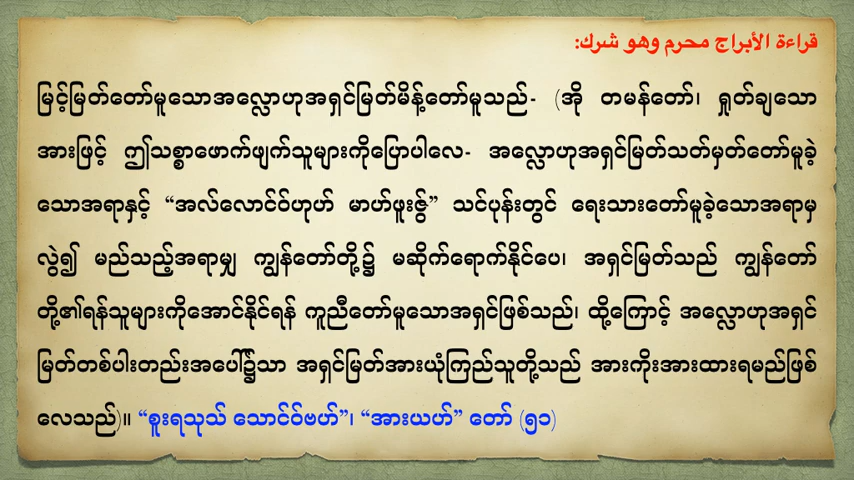 قراءة الأبراج محرم وهو شرك:
မြင့်မြတ်တော်မူသောအလ္လောဟုအရှင်မြတ်မိန့်တော်မူသည်- (အို တမန်တော်၊ ရှုတ်ချသော
အားဖြင့် ဤသစ္စာဖောက်ဖျက်သူများကိုပြောပါလေ- အလ္လောဟုအရှင်မြတ်သတ်မှတ်တော်မူခဲ့
သောအရာနှင့် “အလ်လောင်ဝ်ဟုဟ် မာဟ်ဖူးဇွ်” သင်ပုန်းတွင် ရေးသားတော်မူခဲ့သောအရာမှ
လွဲ၍ မည်သည့်အရာမျှ ကျွန်တော်တို့၌ မဆိုက်ရောက်နိုင်ပေ၊ အရှင်မြတ်သည် ကျွန်တော်
တို့၏ရန်သူများကိုအောင်နိုင်ရန် ကူညီတော်မူသောအရှင်ဖြစ်သည်၊ ထို့ကြောင့် အလ္လောဟုအရှင်
မြတ်တစ်ပါးတည်းအပေါ်၌သာ အရှင်မြတ်အားယုံကြည်သူတို့သည် အားကိုးအားထားရမည်ဖြစ်
လေသည်)။ “စူးရသုသ် သောင်ဝ်ဗဟ်”၊ “အားယဟ်” တော် (၅၁)